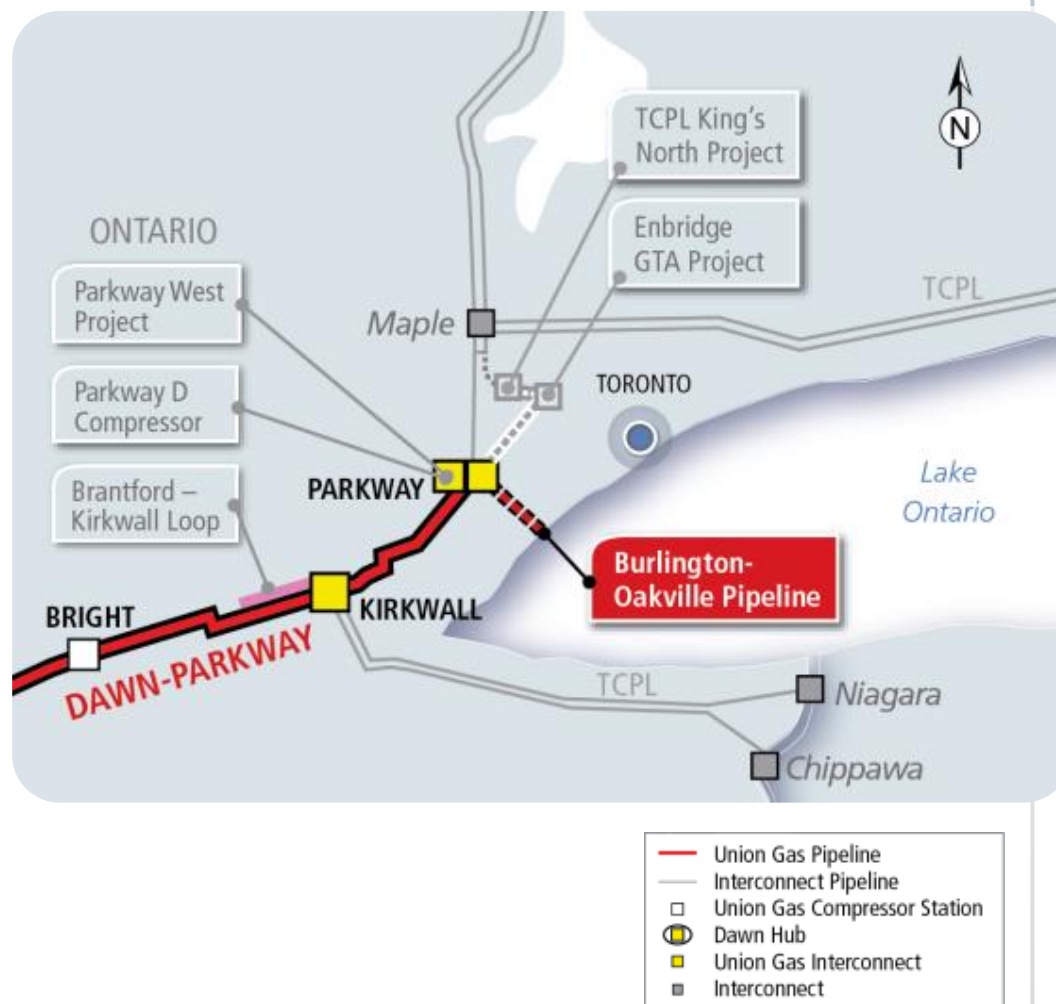 TCPL King's
North Project
N
ONTARIO
Enbridge
GTA Project
Parkway West
Project
TCPL
Maple
Parkway D
Compressor
TORONTO
PARKWAY
Lake
Ontario
Brantford –
Kirkwall Loop
Burlington-
Oakville Pipeline
BRIGHT
KIRKWALL
DAWN-PARKWAY
TCPL
Niagara
Chippawa
Union Gas Pipeline
Interconnect Pipeline
Union Gas Compressor Station
Dawn Hub
Union Gas Interconnect
Interconnect